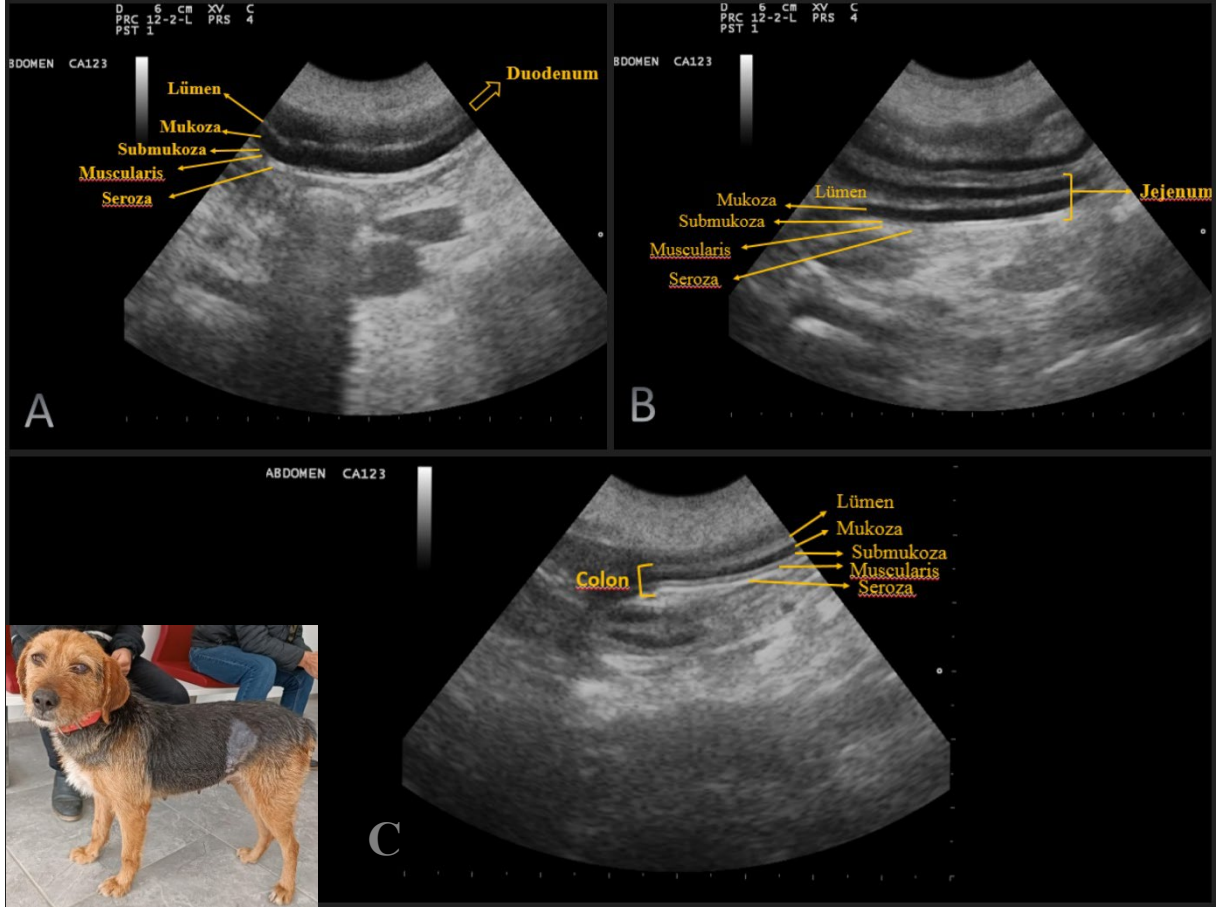 D 6 cm XV C
PRC 12-2-L PRS 4
PST 1
BDOMEN CA123
Lümen
Mukoza
Submukoza
Muscularis
Seroza
Duodenum
A
D 6 cm XV C
PRC 12-2-L PRS 4
PST 1
BDOMEN CA123
Lümen
Mukoza
Submukoza
Muscularis
Seroza
Jejenum
B
ABDOMEN CA123
Lümen
Mukoza
Submukoza
Muscularis
Seroza
Colon
C